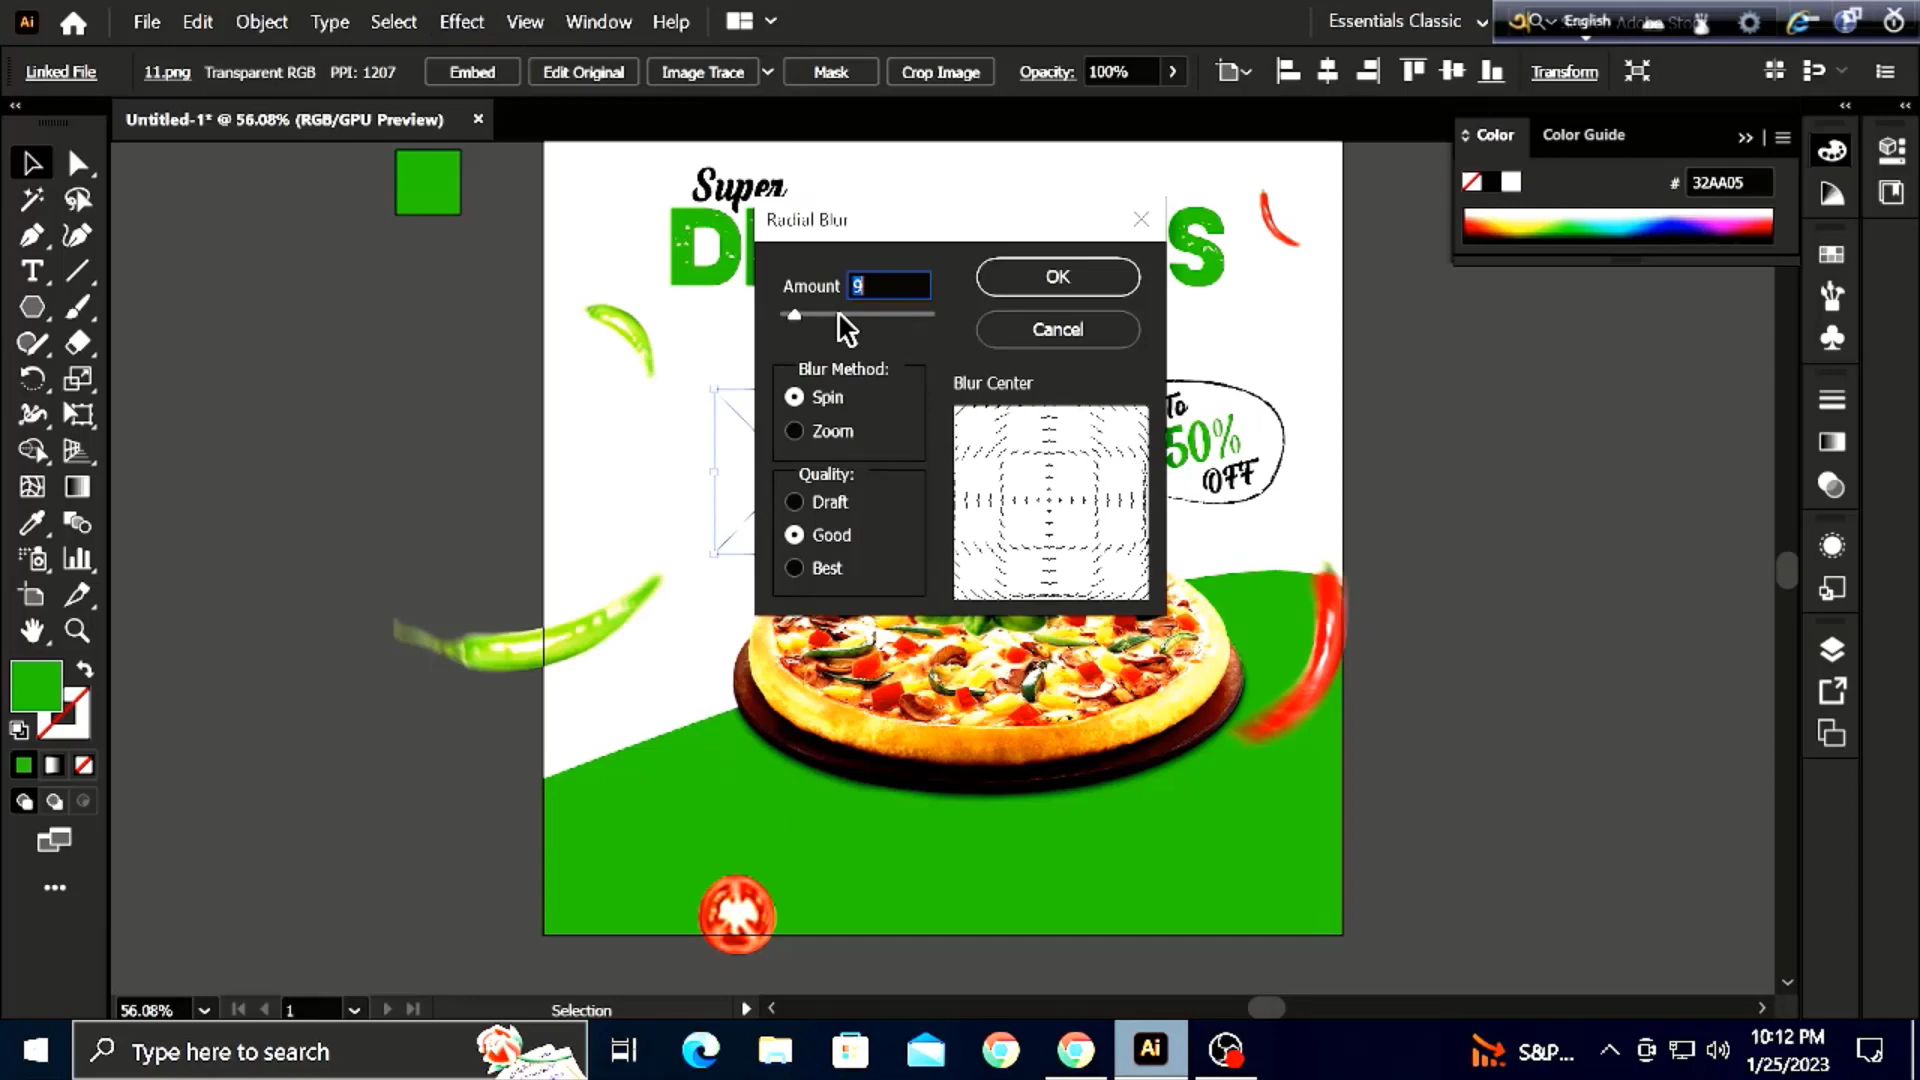 Ai File Edit Object Type Select Effect View Window Help Essentials Classic English
Linked File 11.png Transparent RGB PPI: 1207 Embed Edit Original Image Trace Mask Crop Image Opacity: 100% Transform
Untitled-1* @ 56.08% (RGB/GPU Preview)
Color Color Guide
# 32AA05
Super
D S
Radial Blur
Amount 9
OK
Cancel
Blur Method:
Spin
Zoom
Blur Center
Quality:
Draft
Good
Best
To
50%
OFF
56.08% 1 Selection
Type here to search
Ai
S&P...
10:12 PM
1/25/2023